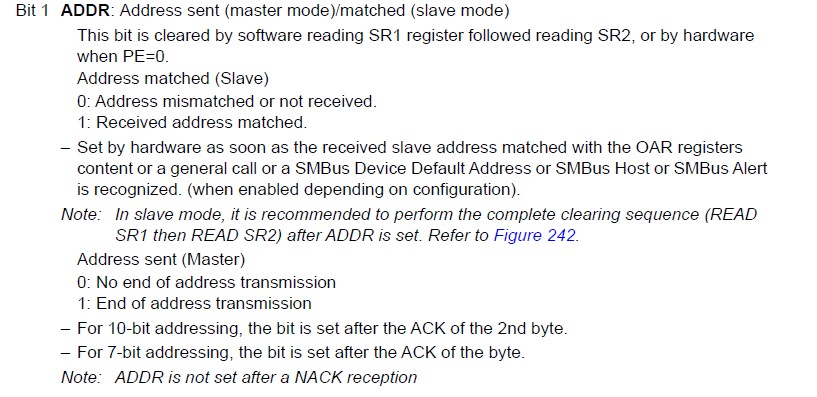 Bit 1 ADDR: Address sent (master mode)/matched (slave mode)
This bit is cleared by software reading SR1 register followed reading SR2, or by hardware
when PE=0.
Address matched (Slave)
0: Address mismatched or not received.
1: Received address matched.
– Set by hardware as soon as the received slave address matched with the OAR registers
content or a general call or a SMBus Device Default Address or SMBus Host or SMBus Alert
is recognized. (when enabled depending on configuration).
Note: In slave mode, it is recommended to perform the complete clearing sequence (READ
SR1 then READ SR2) after ADDR is set. Refer to Figure 242.
Address sent (Master)
0: No end of address transmission
1: End of address transmission
– For 10-bit addressing, the bit is set after the ACK of the 2nd byte.
– For 7-bit addressing, the bit is set after the ACK of the byte.
Note: ADDR is not set after a NACK reception